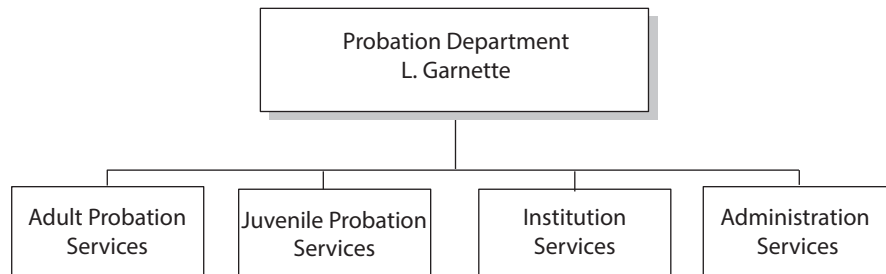 Probation Department
L. Garnette
Adult Probation
Services
Juvenile Probation
Services
Institution
Services
Administration
Services